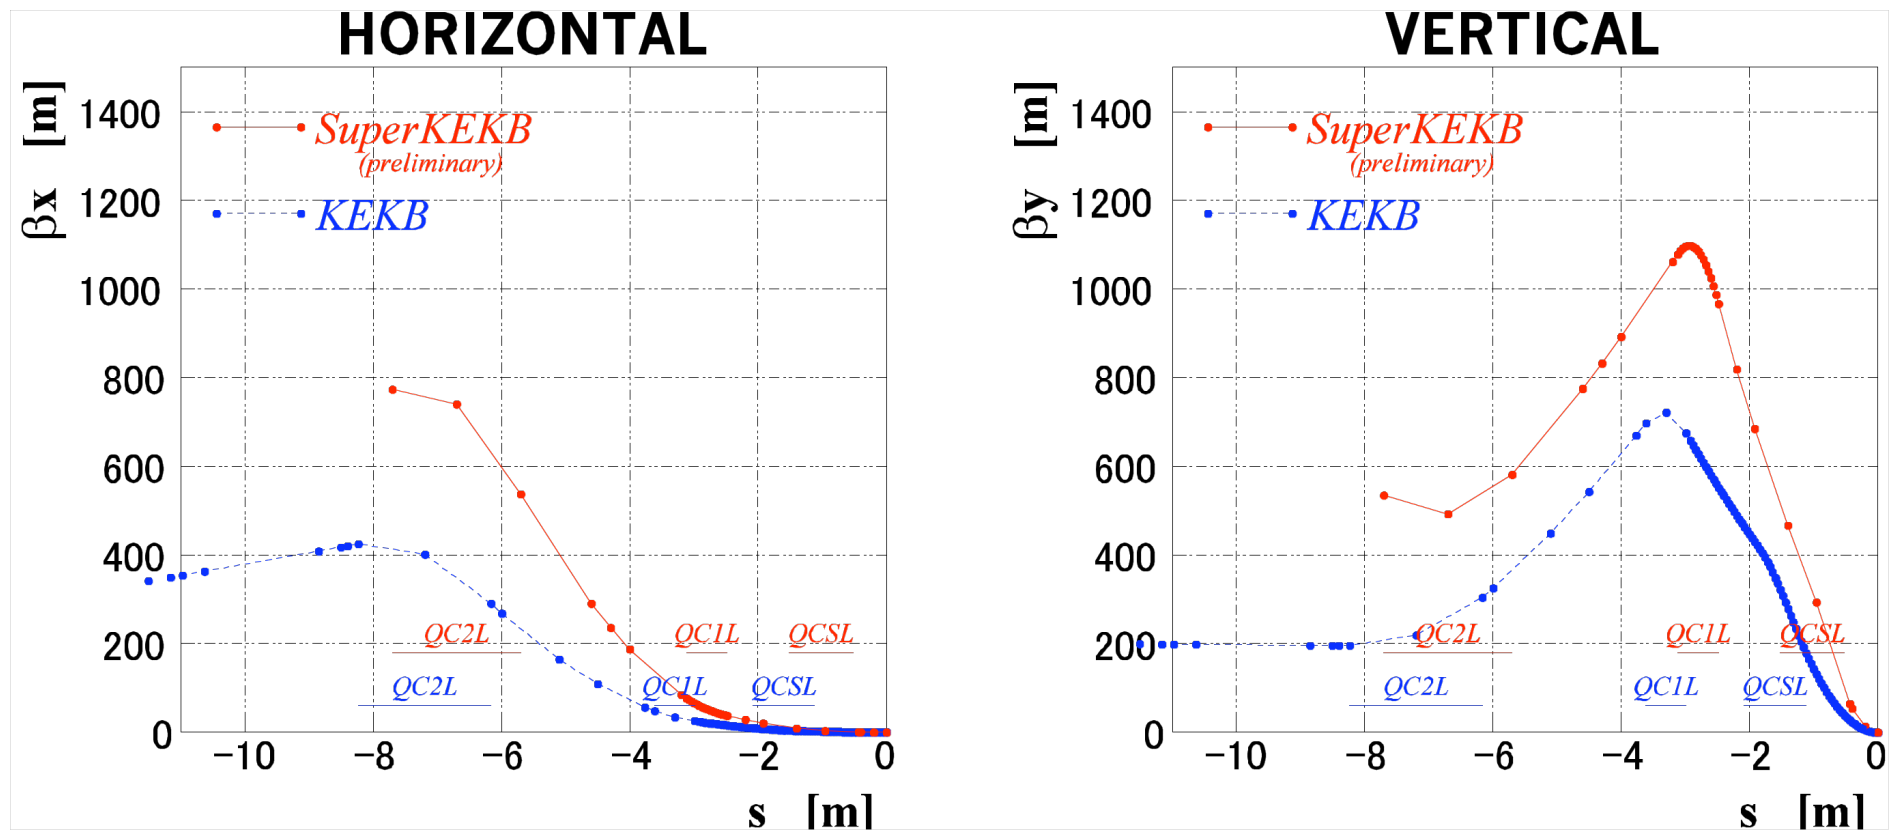 HORIZONTAL
βx [m]
1400
1200
1000
800
600
400
200
0
SuperKEKB
(preliminary)
KEKB
QC2L QC1L QCSL
QC2L QC1L QCSL
-10 -8 -6 -4 -2 0
s [m]
VERTICAL
βy [m]
1400
1200
1000
800
600
400
200
0
SuperKEKB
(preliminary)
KEKB
QC2L QC1L QCSL
QC2L QC1L QCSL
-10 -8 -6 -4 -2 0
s [m]